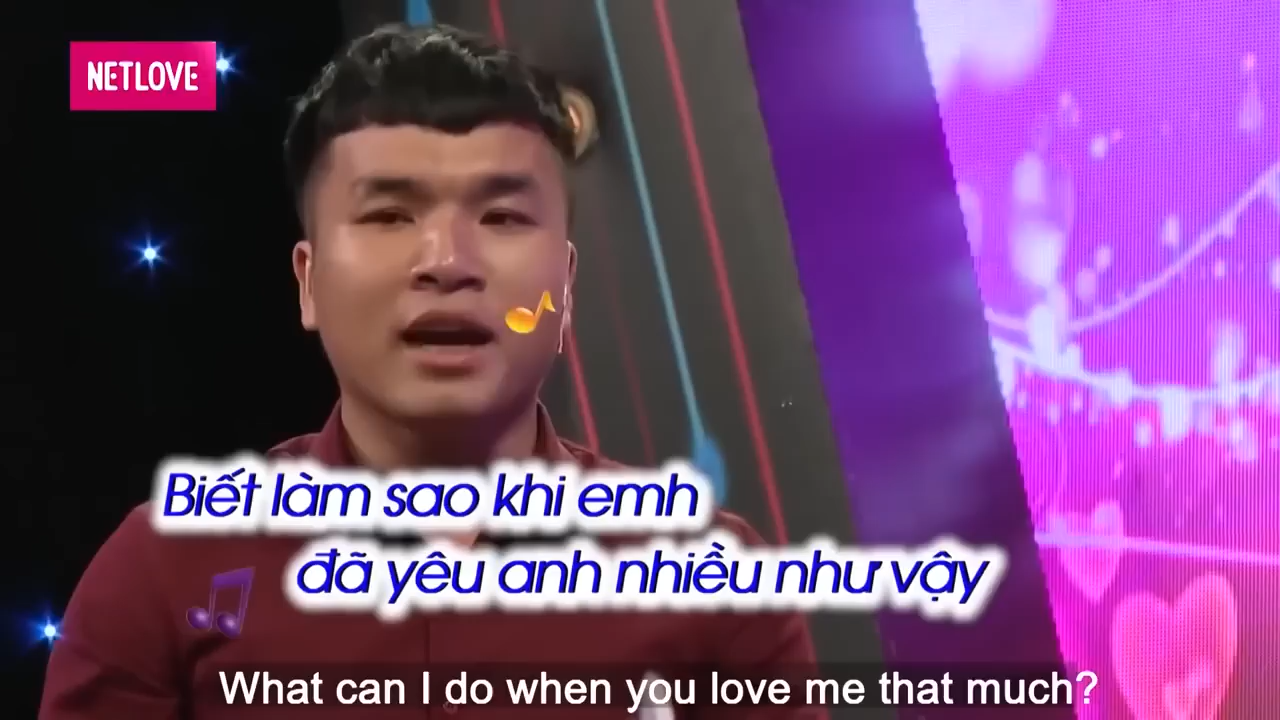 NETLOVE
Biết làm sao khi emh
đã yêu anh nhiều như vậy
What can I do when you love me that much?